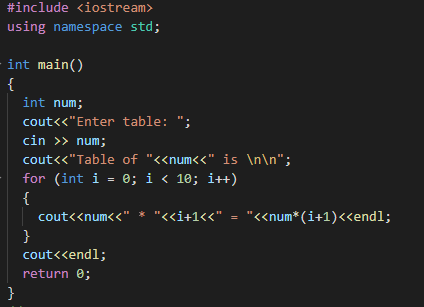 #include <iostream>
using namespace std;
int main()
{
int num;
cout<<"Enter table: ";
cin >> num;
cout<<"Table of "<<num<<" is \n\n";
for (int i = 0; i < 10; i++)
{
cout<<num<<" * "<<i+1<<" = "<<num*(i+1)<<endl;
}
cout<<endl;
return 0;
}